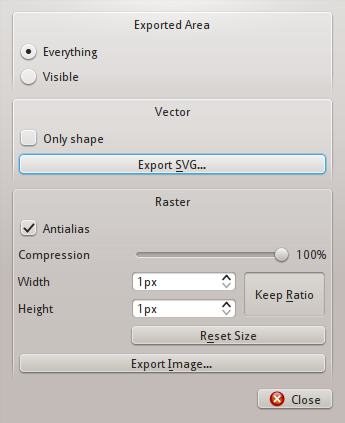 Exported Area
Everything
Visible
Vector
Only shape
Export SVG...
Raster
Antialias
Compression 100%
Width 1px
Keep Ratio
Height 1px
Reset Size
Export Image...
Close